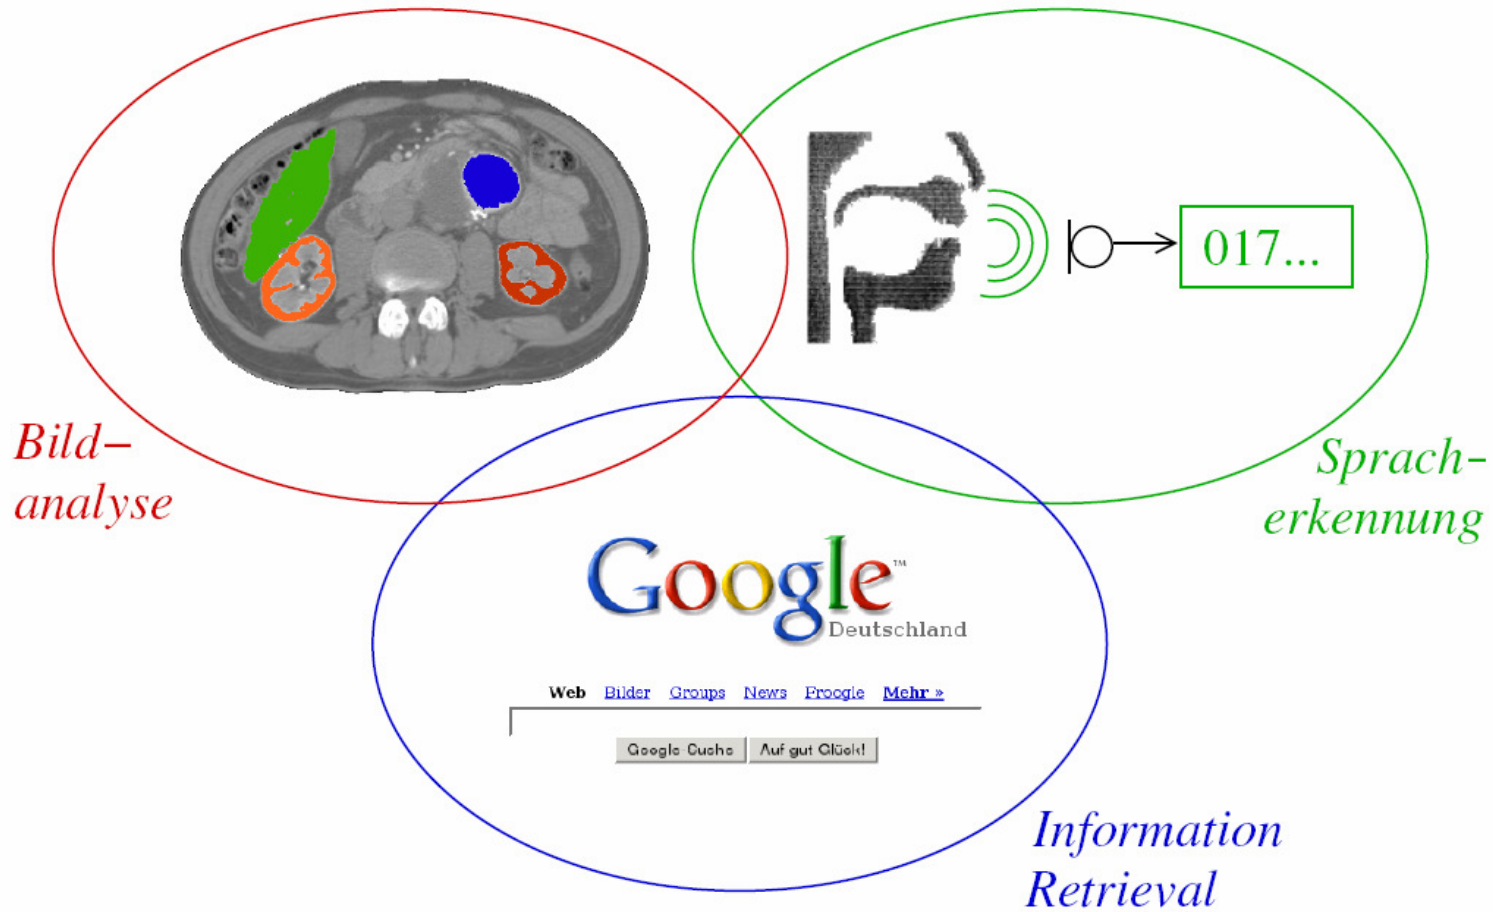 017...
Bild-
analyse
Sprach-
erkennung
Google™
Deutschland
Web Bilder Groups News Froogle Mehr »
Google-Suche Auf gut Glück!
Information
Retrieval